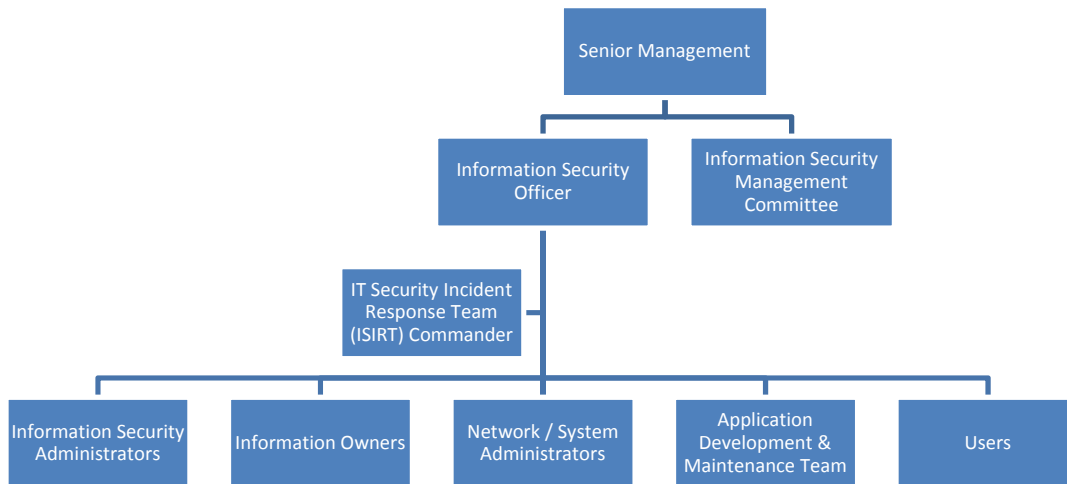 Senior Management
Information Security
Officer
Information Security
Management
Committee
IT Security Incident
Response Team
(ISIRT) Commander
Information Security
Administrators
Information Owners
Network / System
Administrators
Application
Development &
Maintenance Team
Users